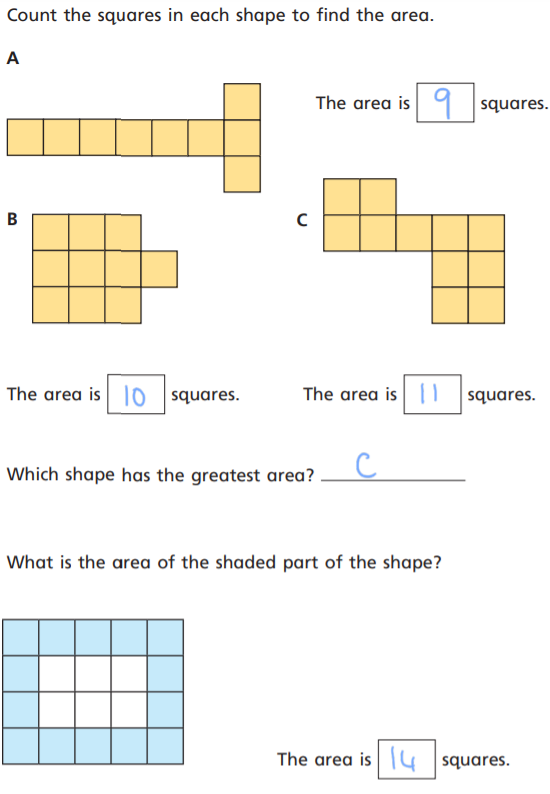 Count the squares in each shape to find the area.
A
The area is 9 squares.
B
C
The area is 10 squares.
The area is 11 squares.
Which shape has the greatest area? C
What is the area of the shaded part of the shape?
The area is 14 squares.